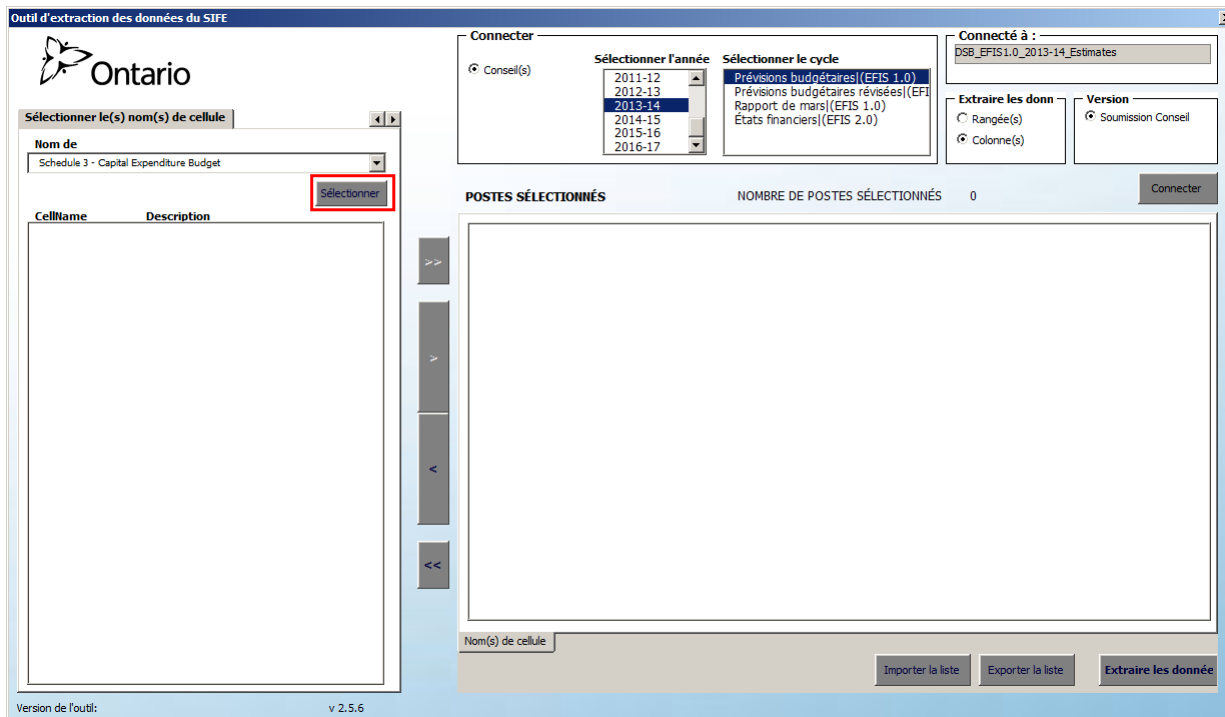 Outil d'extraction des données du SIFE
Ontario
Connecter
Conseil(s)
Sélectionner l'année
2011-12
2012-13
2013-14
2014-15
2015-16
2016-17
Sélectionner le cycle
Prévisions budgétaires|(EFIS 1.0)
Prévisions budgétaires révisées|(EFI
Rapport de mars|(EFIS 1.0)
États financiers|(EFIS 2.0)
Connecté à :
DSB_EFIS1.0_2013-14_Estimates
Extraire les donn
Rangée(s)
Colonne(s)
Version
Soumission Conseil
Sélectionner le(s) nom(s) de cellule
Nom de
Schedule 3 - Capital Expenditure Budget
Sélectionner
CellName Description
POSTES SÉLECTIONNÉS
NOMBRE DE POSTES SÉLECTIONNÉS 0
Connecter
>>
>
<
<<
Nom(s) de cellule
Importer la liste
Exporter la liste
Extraire les donnée
Version de l'outil: v 2.5.6